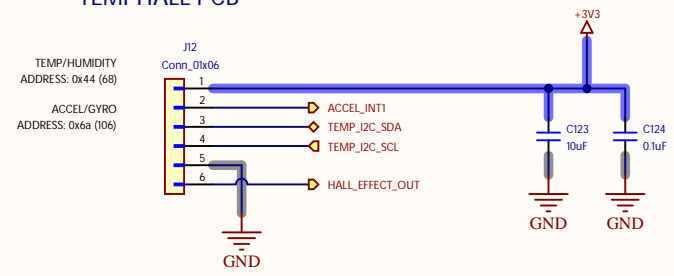 TEMP HALL PCB
+3V3
J12
TEMP/HUMIDITY
Conn_01x06
ADDRESS: 0x44 (68)
1
2
ACCEL_INT1
ACCEL/GYRO
ADDRESS: 0x6a (106)
3
TEMP_I2C_SDA
C123
C124
4
TEMP_I2C_SCL
10uF
0.1uF
5
6
HALL_EFFECT_OUT
GND
GND
GND